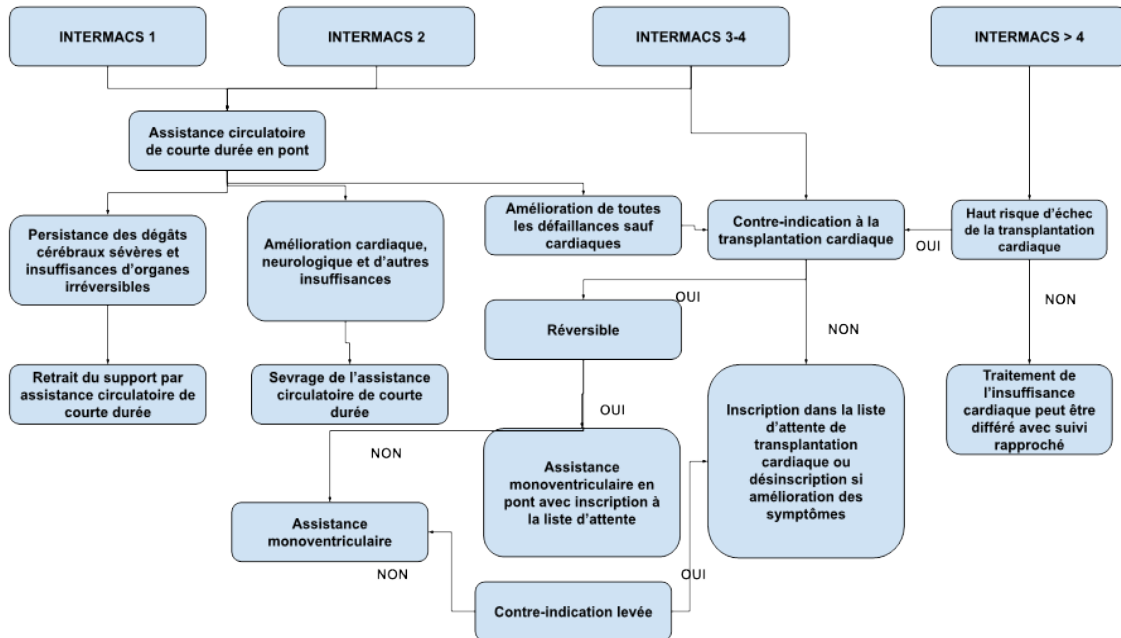 INTERMACS 1
INTERMACS 2
INTERMACS 3-4
INTERMACS > 4
Assistance circulatoire
de courte durée en pont
Persistance des dégâts
cérébraux sévères et
insuffisances d'organes
irréversibles
Amélioration cardiaque,
neurologique et d'autres
insuffisances
Amélioration de toutes
les défaillances sauf
cardiaques
Contre-indication à la
transplantation cardiaque
OUI
Haut risque d'échec
de la transplantation
cardiaque
OUI
NON
NON
Réversible
Retrait du support par
assistance circulatoire de
courte durée
Sevrage de l'assistance
circulatoire de courte
durée
OUI
NON
Inscription dans la liste
d'attente de
transplantation
cardiaque ou
désinscription si
amélioration des
symptômes
Traitement de
l'insuffisance
cardiaque peut être
différé avec suivi
rapproché
Assistance
monoventriculaire
Assistance
monoventriculaire en
pont avec inscription à
la liste d'attente
NON
OUI
Contre-indication levée